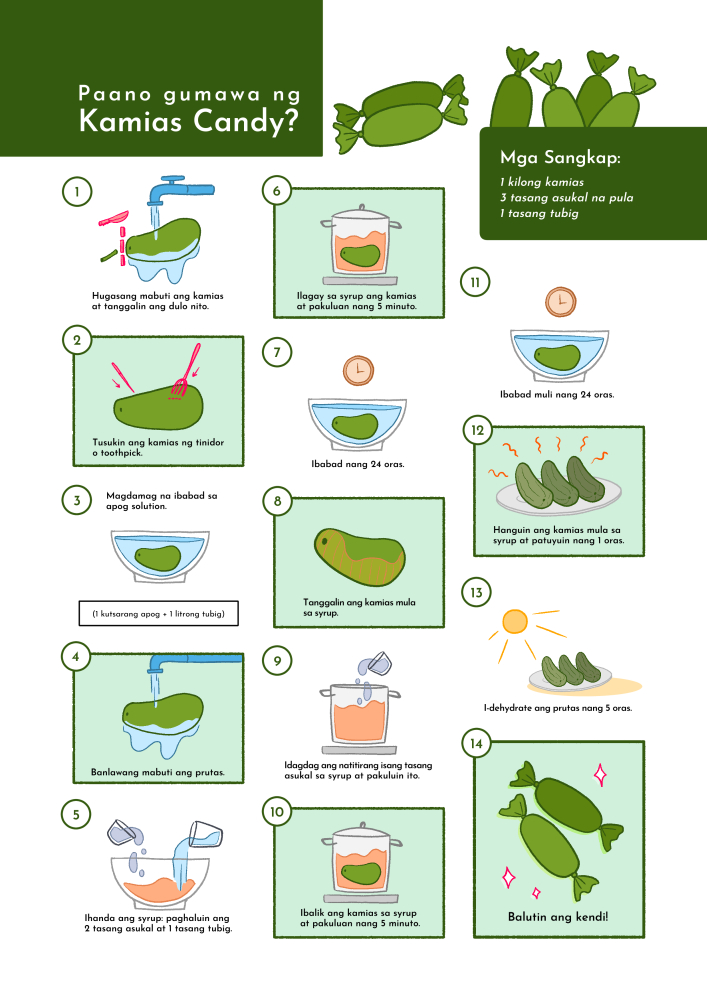 Paano gumawa ng
Kamias Candy?
Mga Sangkap:
1 kilong kamias
3 tasang asukal na pula
1 tasang tubig
1
Hugasang mabuti ang kamias
at tanggalin ang dulo nito.
2
Tusukin ang kamias ng tinidor
o toothpick.
3
Magdamag na ibabad sa
apog solution.
(1 kutsarang apog + 1 litrong tubig)
4
Banlawang mabuti ang prutas.
5
Ihanda ang syrup: paghaluin ang
2 tasang asukal at 1 tasang tubig.
6
Ilagay sa syrup ang kamias
at pakuluan nang 5 minuto.
7
Ibabad nang 24 oras.
8
Tanggalin ang kamias mula
sa syrup.
9
Idagdag ang natitirang isang tasang
asukal sa syrup at pakuluin ito.
10
Ibalik ang kamias sa syrup
at pakuluan nang 5 minuto.
11
Ibabad muli nang 24 oras.
12
Hanguin ang kamias mula sa
syrup at patuyuin nang 1 oras.
13
I-dehydrate ang prutas nang 5 oras.
14
Balutin ang kendi!